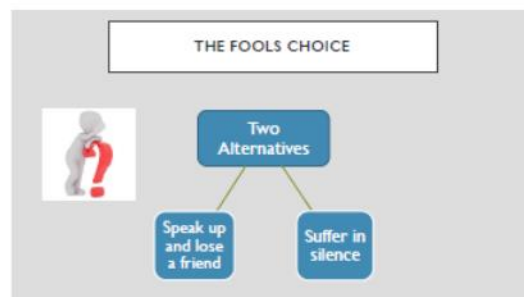 THE FOOLS CHOICE
Two
Alternatives
Speak up
and lose
a friend
Suffer in
silence